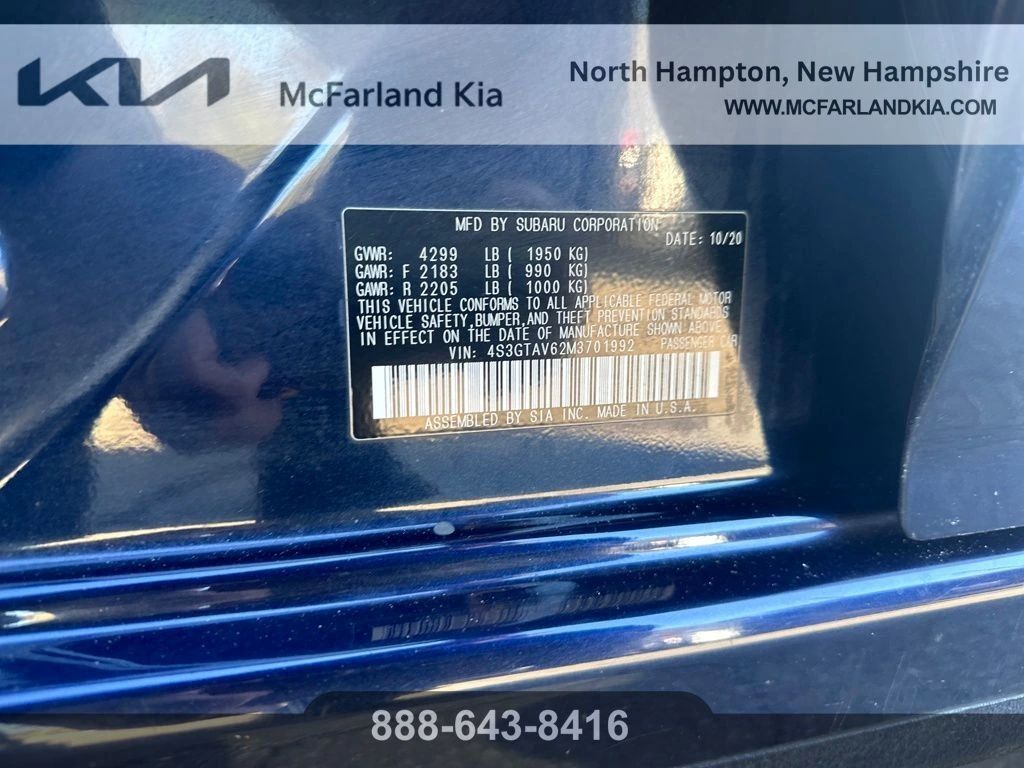 KIA
McFarland Kia
North Hampton, New Hampshire
WWW.MCFARLANDKIA.COM
MFD BY SUBARU CORPORATION
DATE: 10/20
GVWR: 4299 LB ( 1950 KG)
GAWR: F 2183 LB ( 990 KG)
GAWR: R 2205 LB ( 1000 KG)
THIS VEHICLE CONFORMS TO ALL APPLICABLE FEDERAL MOTOR
VEHICLE SAFETY,BUMPER,AND THEFT PREVENTION STANDARDS
IN EFFECT ON THE DATE OF MANUFACTURE SHOWN ABOVE.
VIN: 4S3GTAV62M3701992 PASSENGER CAR
ASSEMBLED BY SIA INC. MADE IN U.S.A.
888-643-8416